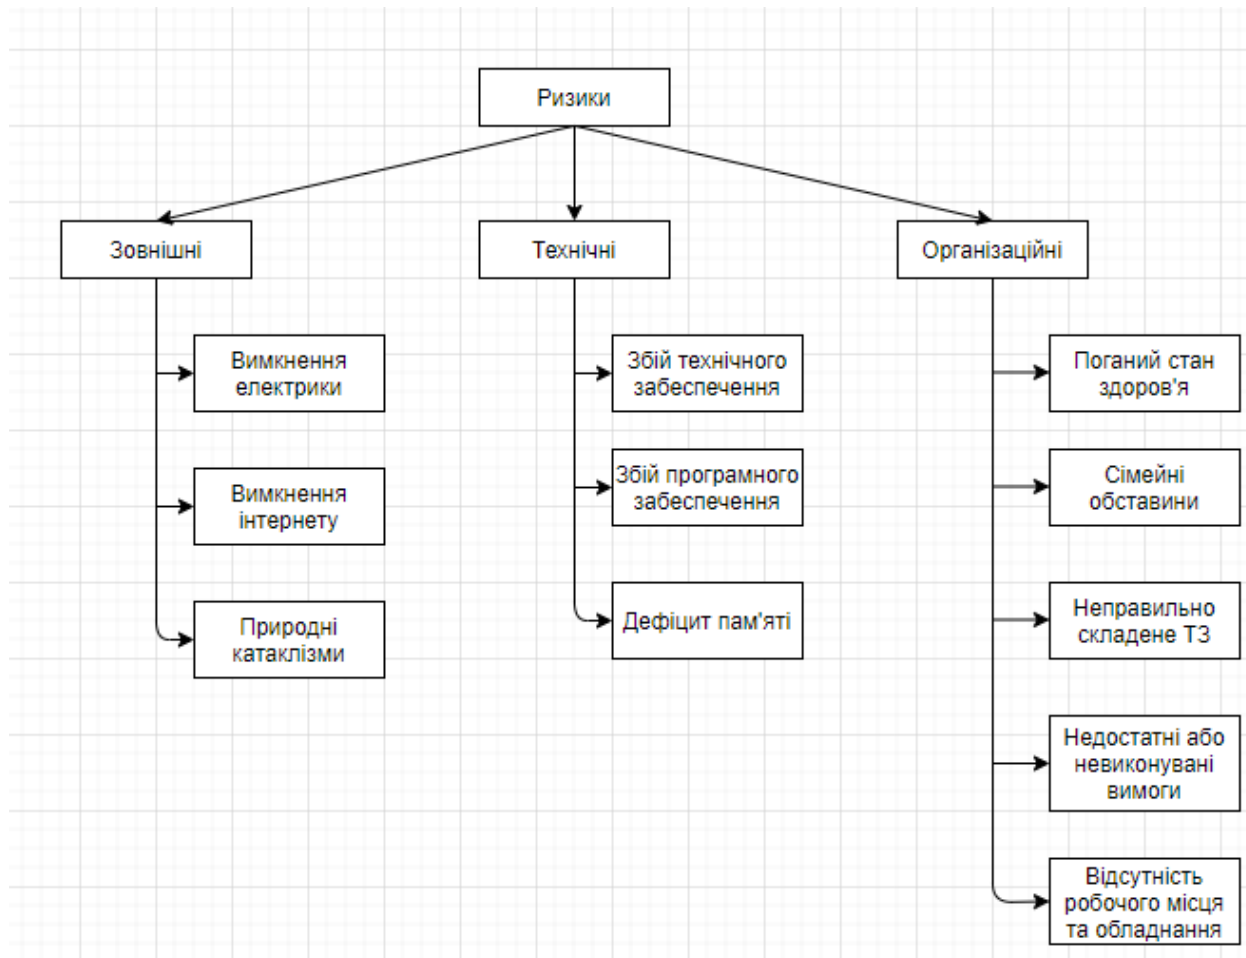 Ризики
Зовнішні
Технічні
Організаційні
Вимкнення
електрики
Вимкнення
інтернету
Природні
катаклізми
Збій технічного
забеспечення
Збій програмного
забеспечення
Дефіцит пам'яті
Поганий стан
здоров'я
Сімейні
обставини
Неправильно
складене ТЗ
Недостатні або
невиконувані
вимоги
Відсутність
робочого місця
та обладнання